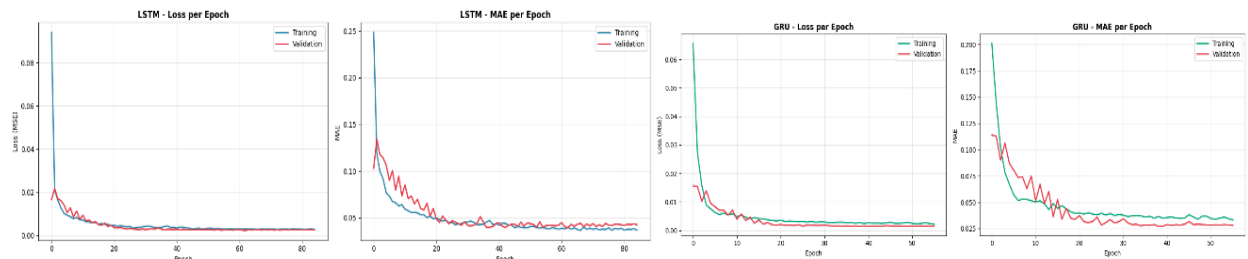 LSTM - Loss per Epoch
Training
Validation
Loss (MSE)
0.08
0.06
0.04
0.02
0.00
0
20
40
60
80
Epoch
LSTM - MAE per Epoch
Training
Validation
MAE
0.25
0.20
0.15
0.10
0.05
0
20
40
60
80
Epoch
GRU - Loss per Epoch
Training
Validation
Loss (MSE)
0.06
0.05
0.04
0.03
0.02
0.01
0.00
0
10
20
30
40
50
Epoch
GRU - MAE per Epoch
Training
Validation
MAE
0.200
0.175
0.150
0.125
0.100
0.075
0.050
0.025
0
10
20
30
40
50
Epoch